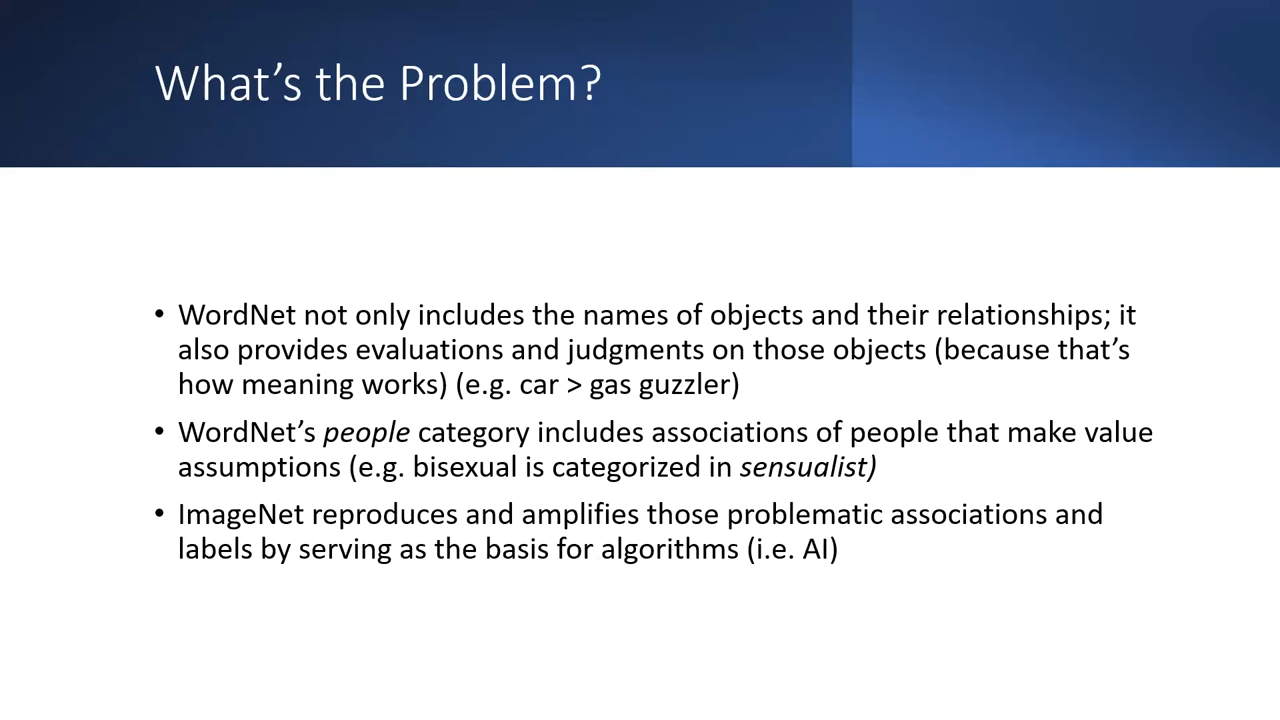 What’s the Problem?
• WordNet not only includes the names of objects and their relationships; it
also provides evaluations and judgments on those objects (because that’s
how meaning works) (e.g. car > gas guzzler)
• WordNet’s people category includes associations of people that make value
assumptions (e.g. bisexual is categorized in sensualist)
• ImageNet reproduces and amplifies those problematic associations and
labels by serving as the basis for algorithms (i.e. AI)